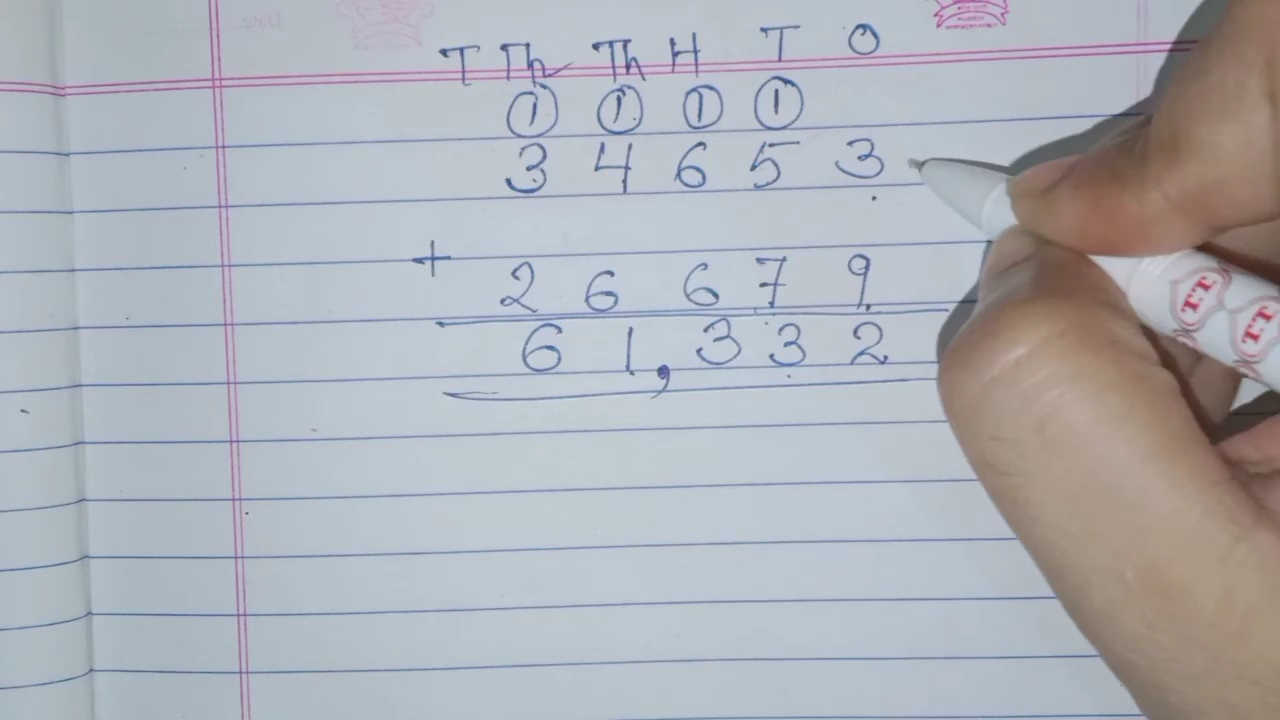 T Th Th H T O
1 1 1 1
3 4 6 5 3
+ 2 6 6 7 9
6 1, 3 3 2
Date
T.T.
T.T.